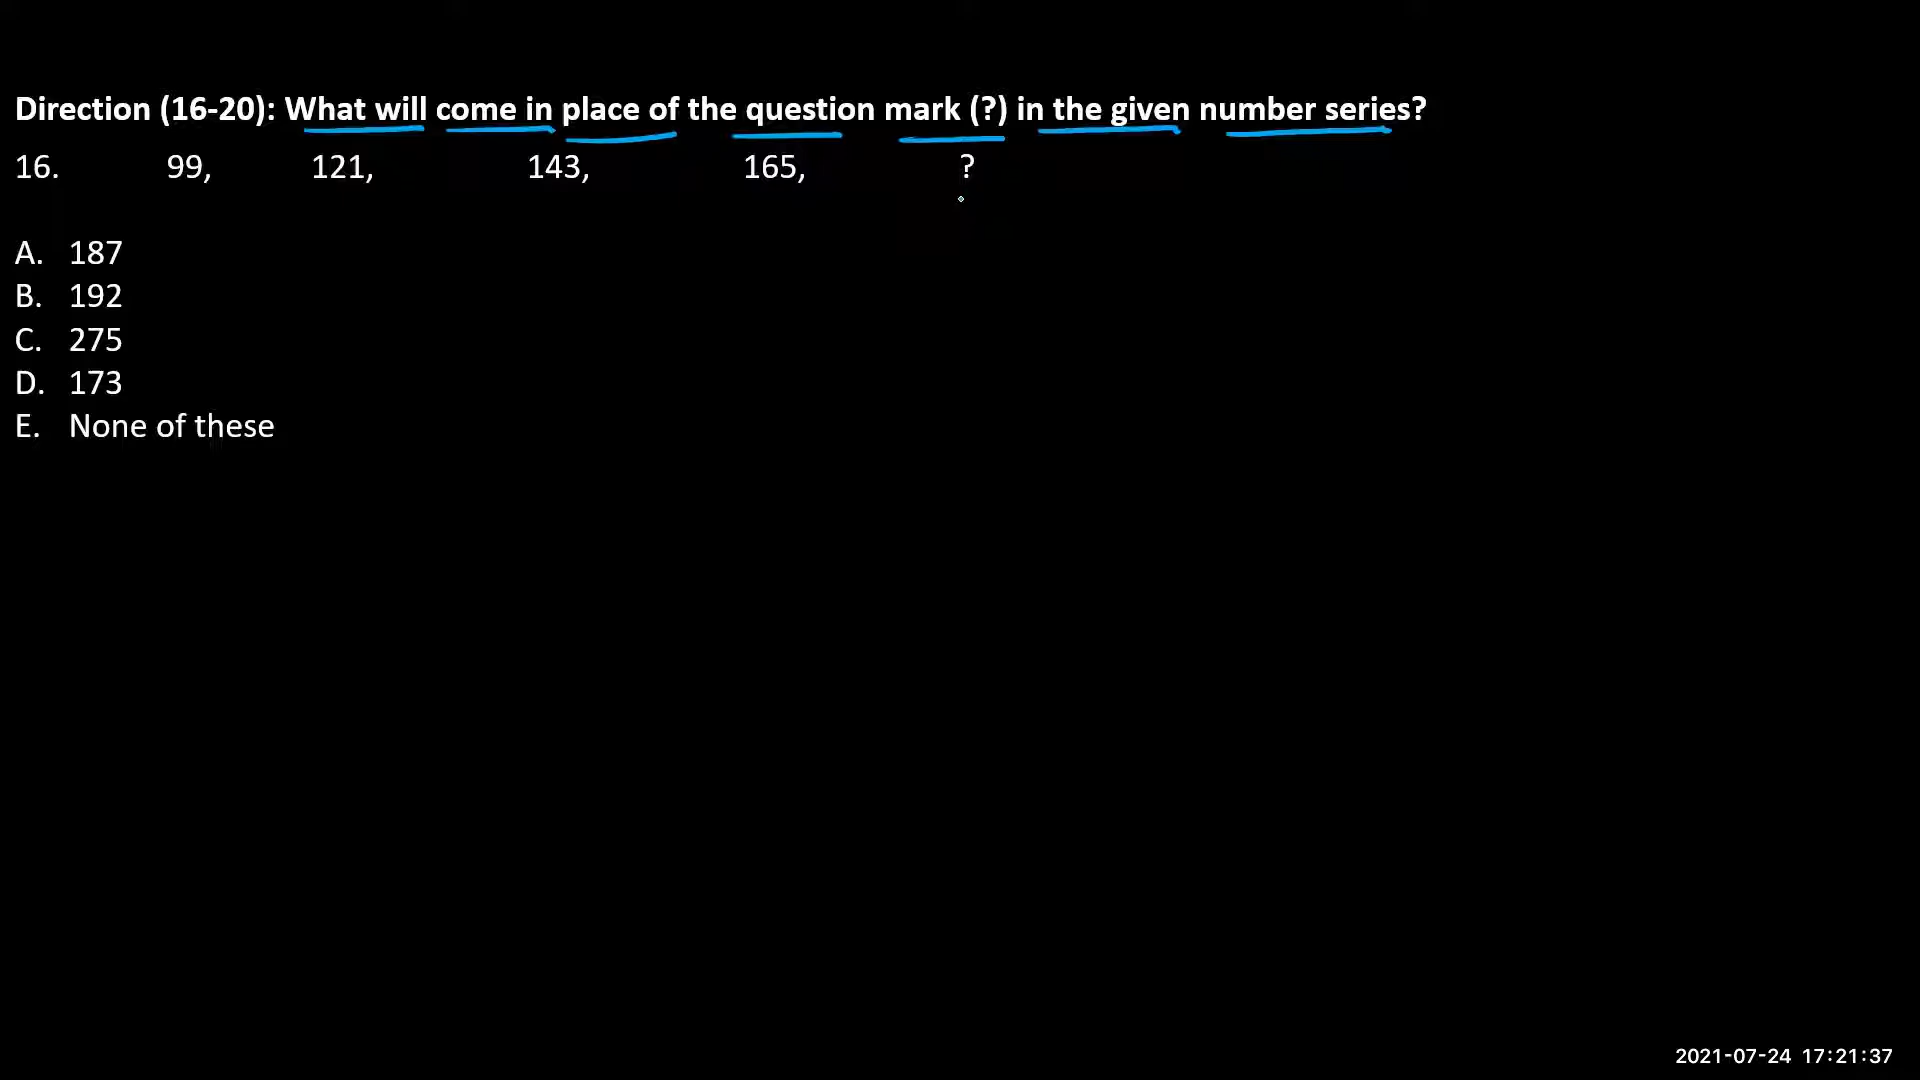 Direction (16-20): What will come in place of the question mark (?) in the given number series?
16. 99, 121, 143, 165, ?
A. 187
B. 192
C. 275
D. 173
E. None of these
2021-07-24 17:21:37